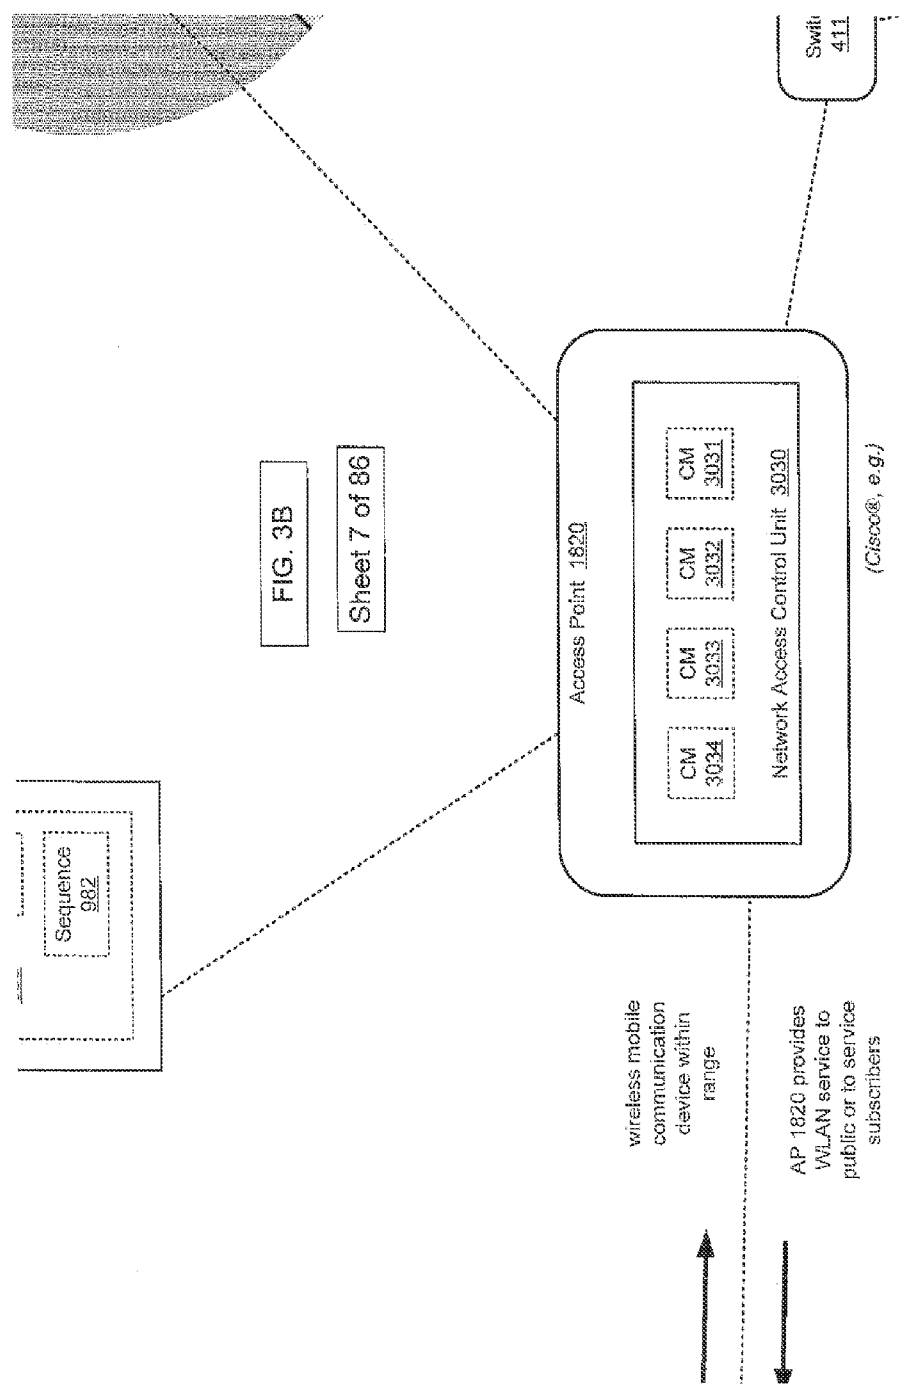 Swit
411
FIG. 3B
Sheet 7 of 86
Access Point 1820
CM
3031
CM
3032
CM
3033
CM
3034
Network Access Control Unit 3030
(Cisco®, e.g.)
Sequence
982
wireless mobile
communication
device within
range
AP 1820 provides
WLAN service to
public or to service
subscribers